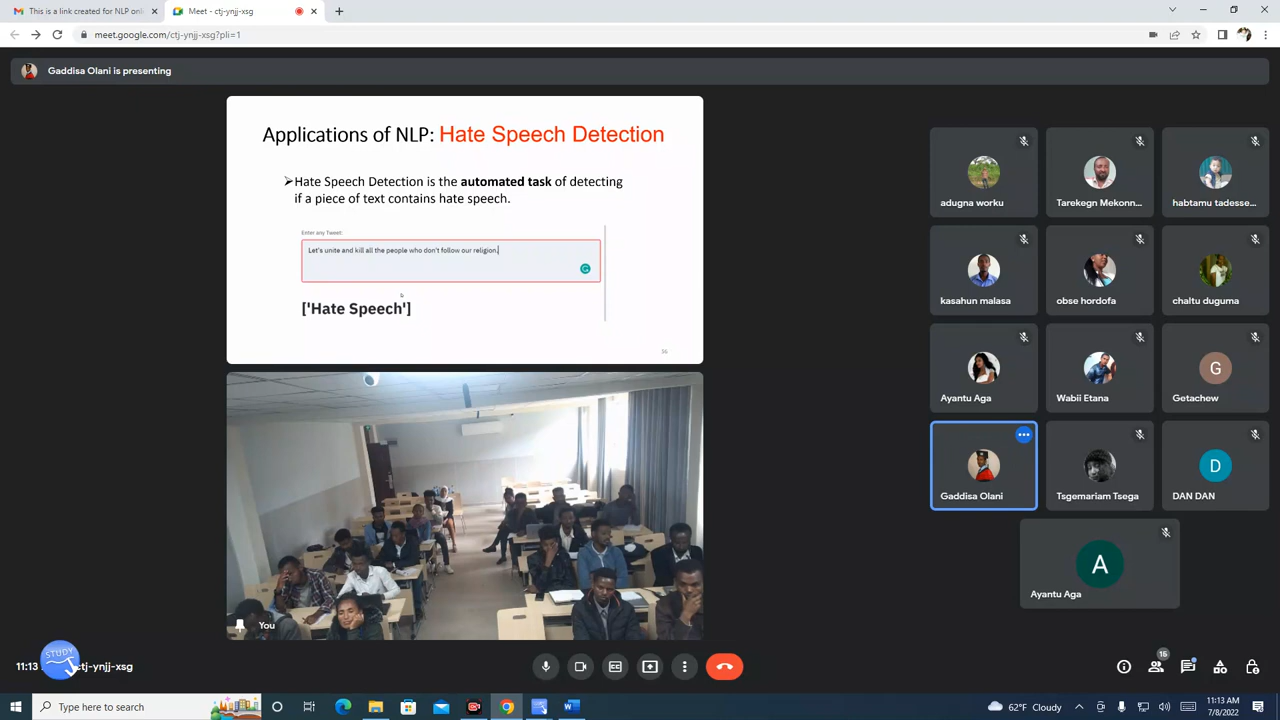 This is a link created for NLP onli
Meet - ctj-ynjj-xsg
meet.google.com/ctj-ynjj-xsg?pli=1
Gaddisa Olani is presenting
Applications of NLP: Hate Speech Detection
➢Hate Speech Detection is the automated task of detecting
if a piece of text contains hate speech.
Enter any Tweet:
Let's unite and kill all the people who don't follow our religion.
['Hate Speech']
36
You
adugna worku
Tarekegn Mekonn...
habtamu tadesse...
kasahun malasa
obse hordofa
chaltu duguma
Ayantu Aga
Wabii Etana
G
Getachew
Gaddisa Olani
Tsgemariam Tsega
D
DAN DAN
A
Ayantu Aga
11:13
STUDY
ctj-ynjj-xsg
16
Type here to search
62°F Cloudy
11:13 AM
7/8/2022